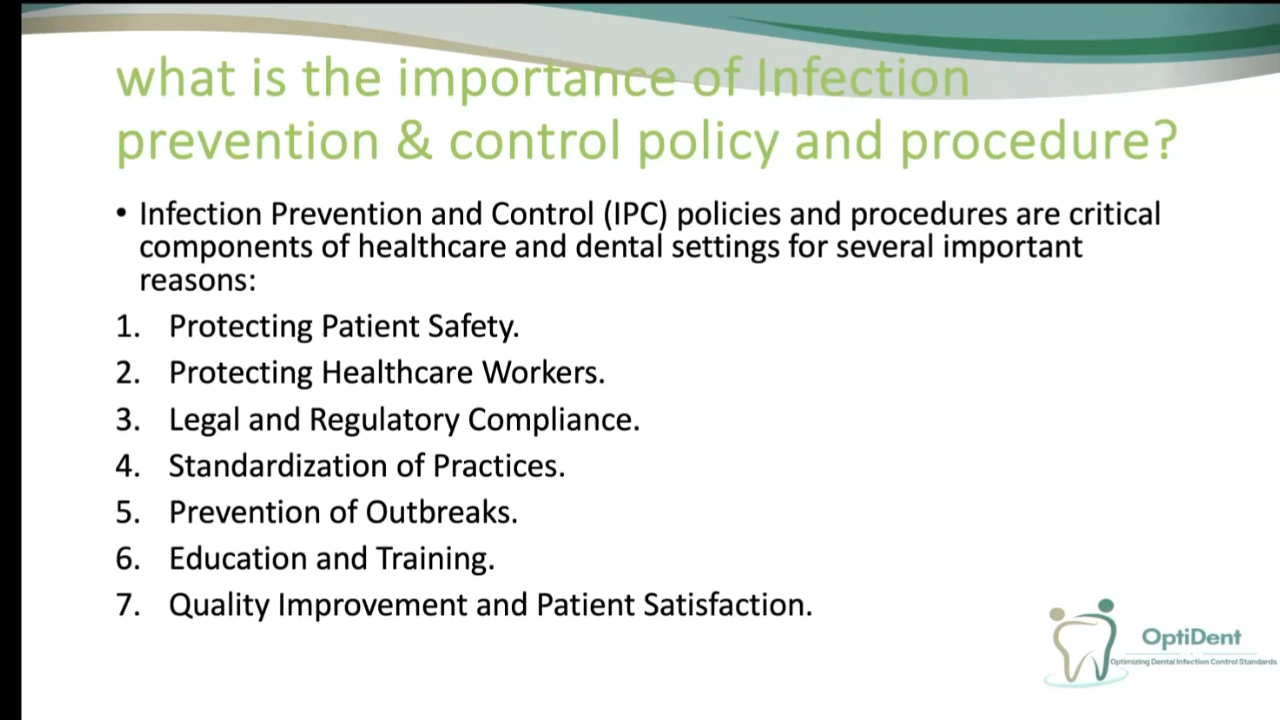 what is the importance of Infection
prevention & control policy and procedure?
• Infection Prevention and Control (IPC) policies and procedures are critical
components of healthcare and dental settings for several important
reasons:
1. Protecting Patient Safety.
2. Protecting Healthcare Workers.
3. Legal and Regulatory Compliance.
4. Standardization of Practices.
5. Prevention of Outbreaks.
6. Education and Training.
7. Quality Improvement and Patient Satisfaction.
OptiDent
Optimizing Dental Infection Control Standards